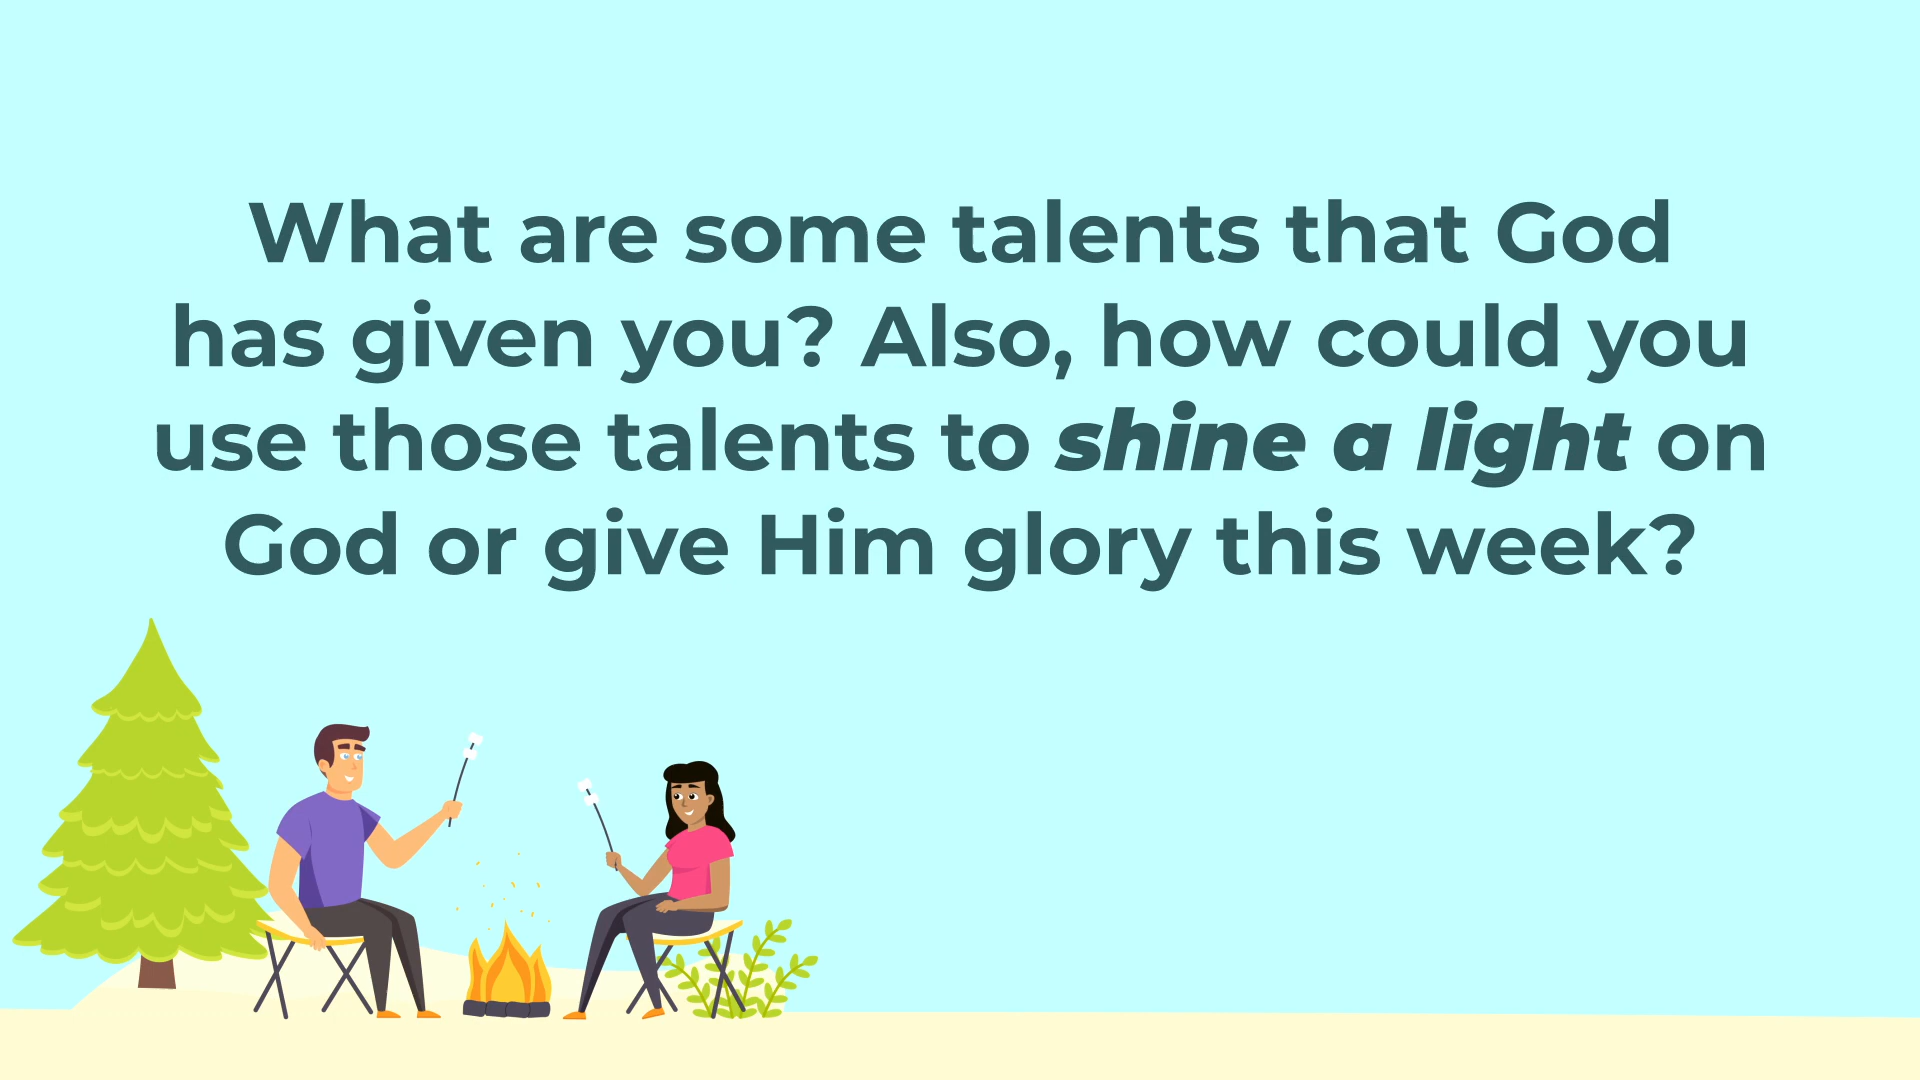 What are some talents that God
has given you? Also, how could you
use those talents to shine a light on
God or give Him glory this week?